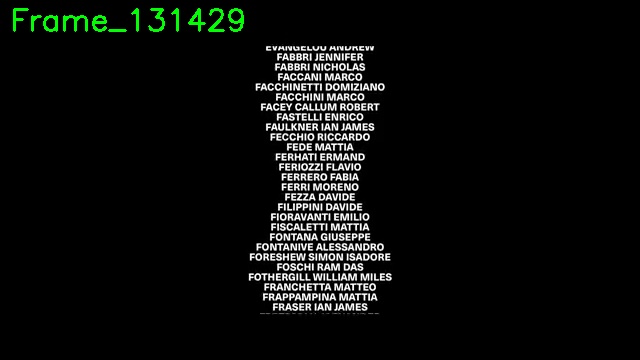 Frame_131429
EVANGELOU ANDREW
FABBRI JENNIFER
FABBRI NICHOLAS
FACCANI MARCO
FACCHINETTI DOMIZIANO
FACCHINI MARCO
FACEY CALLUM ROBERT
FASTELLI ENRICO
FAULKNER IAN JAMES
FECCHIO RICCARDO
FEDE MATTIA
FERHATI ERMAND
FERIOZZI FLAVIO
FERRERO FABIA
FERRI MORENO
FEZZA DAVIDE
FILIPPINI DAVIDE
FIORAVANTI EMILIO
FISCALETTI MATTIA
FONTANA GIUSEPPE
FONTANIVE ALESSANDRO
FORESHEW SIMON ISADORE
FOSCHI RAM DAS
FOTHERGILL WILLIAM MILES
FRANCHETTA MATTEO
FRAPPAMPINA MATTIA
FRASER IAN JAMES